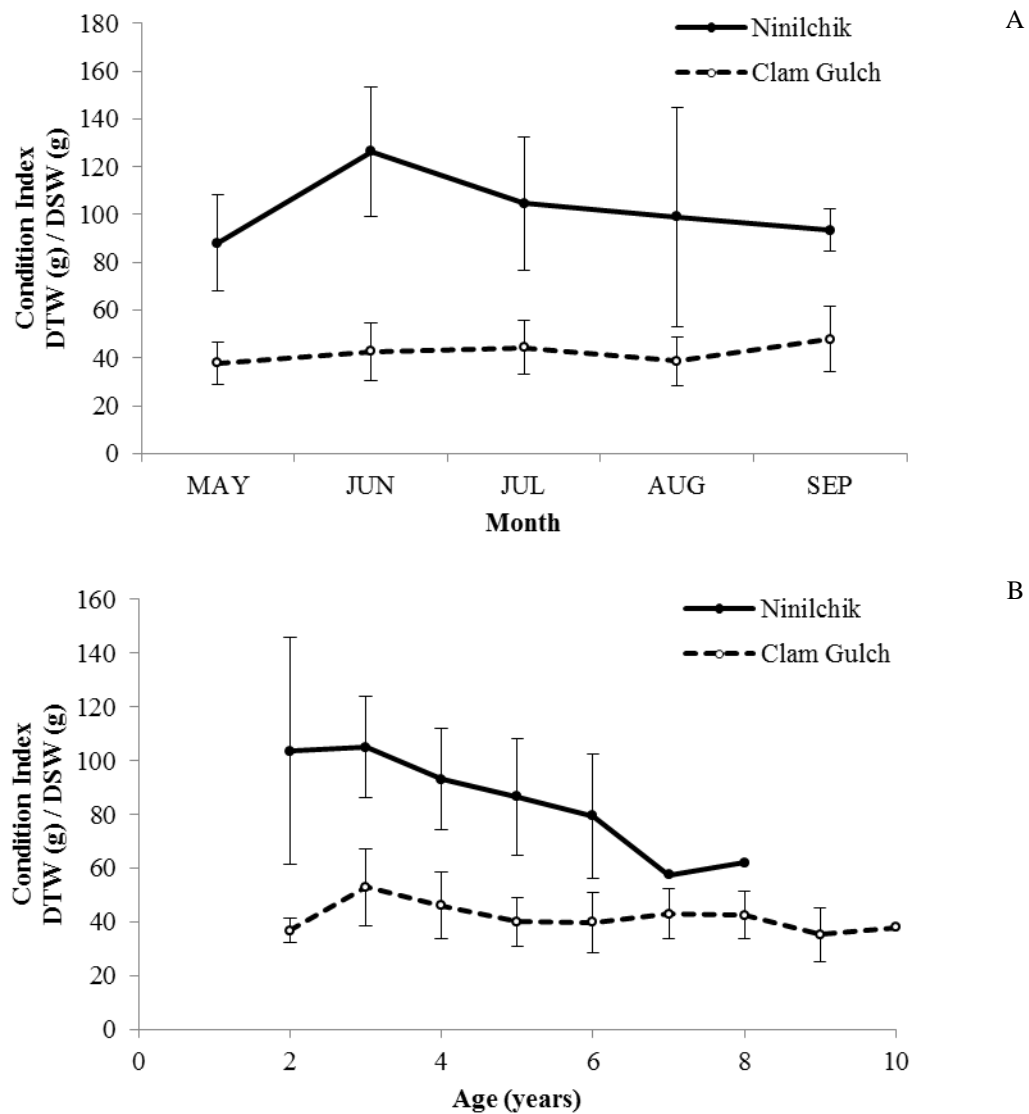 A
Ninilchik
Clam Gulch
180
160
140
120
100
80
60
40
20
0
Condition Index
DTW (g) / DSW (g)
MAY JUN JUL AUG SEP
Month
B
Ninilchik
Clam Gulch
160
140
120
100
80
60
40
20
0
Condition Index
DTW (g) / DSW (g)
0 2 4 6 8 10
Age (years)